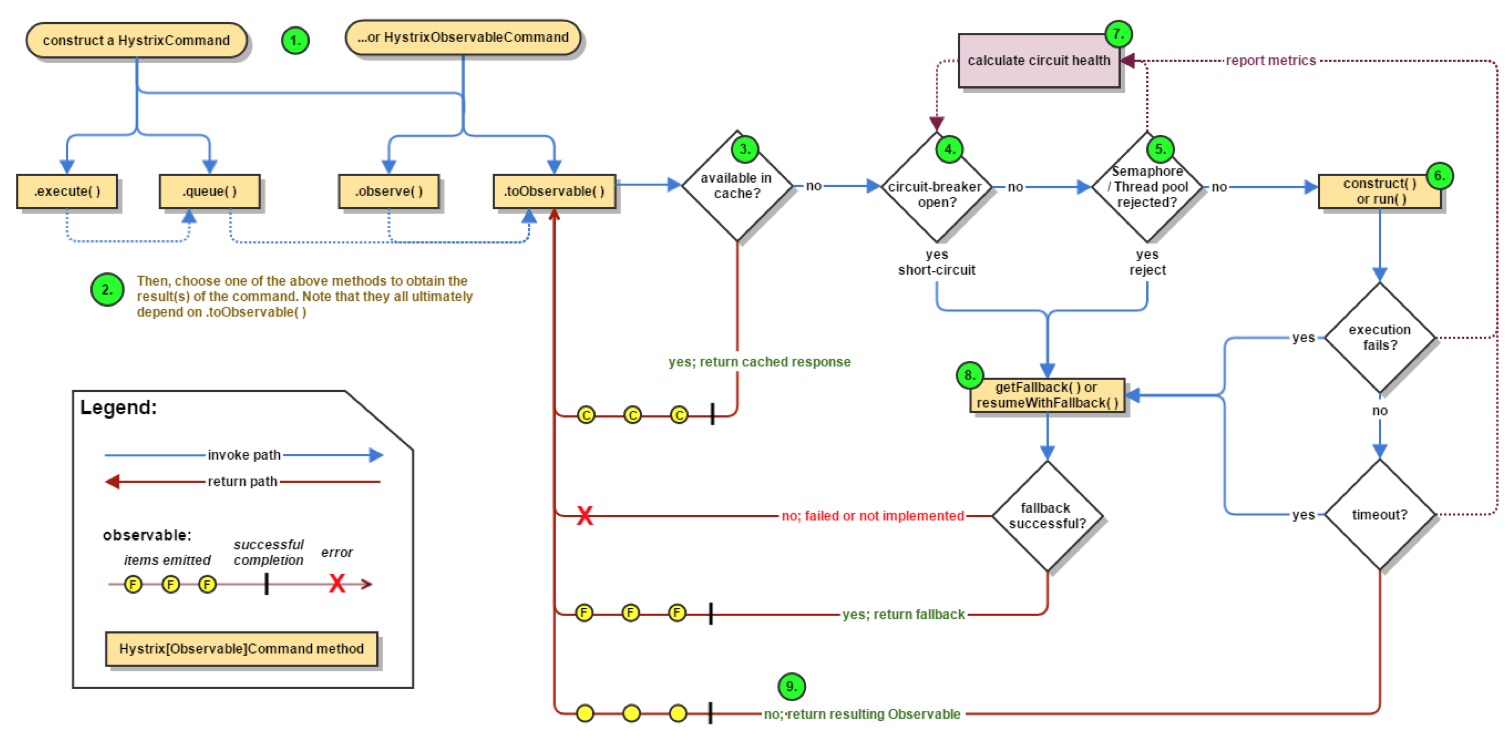 construct a HystrixCommand
1.
...or HystrixObservableCommand
7.
calculate circuit health
report metrics
.execute( )
.queue( )
.observe( )
.toObservable( )
3.
available in
cache?
no
4.
circuit-breaker
open?
no
5.
Semaphore
/ Thread pool
rejected?
no
6.
construct( )
or run( )
yes
short-circuit
yes
reject
2.
Then, choose one of the above methods to obtain the
result(s) of the command. Note that they all ultimately
depend on .toObservable( )
execution
fails?
yes
no
yes; return cached response
C C C
8.
getFallback( ) or
resumeWithFallback( )
fallback
successful?
no; failed or not implemented
X
timeout?
yes
yes; return fallback
F F F
9.
no; return resulting Observable
Legend:
invoke path
return path
observable:
items emitted
successful
completion
error
F F F
X
Hystrix[Observable]Command method